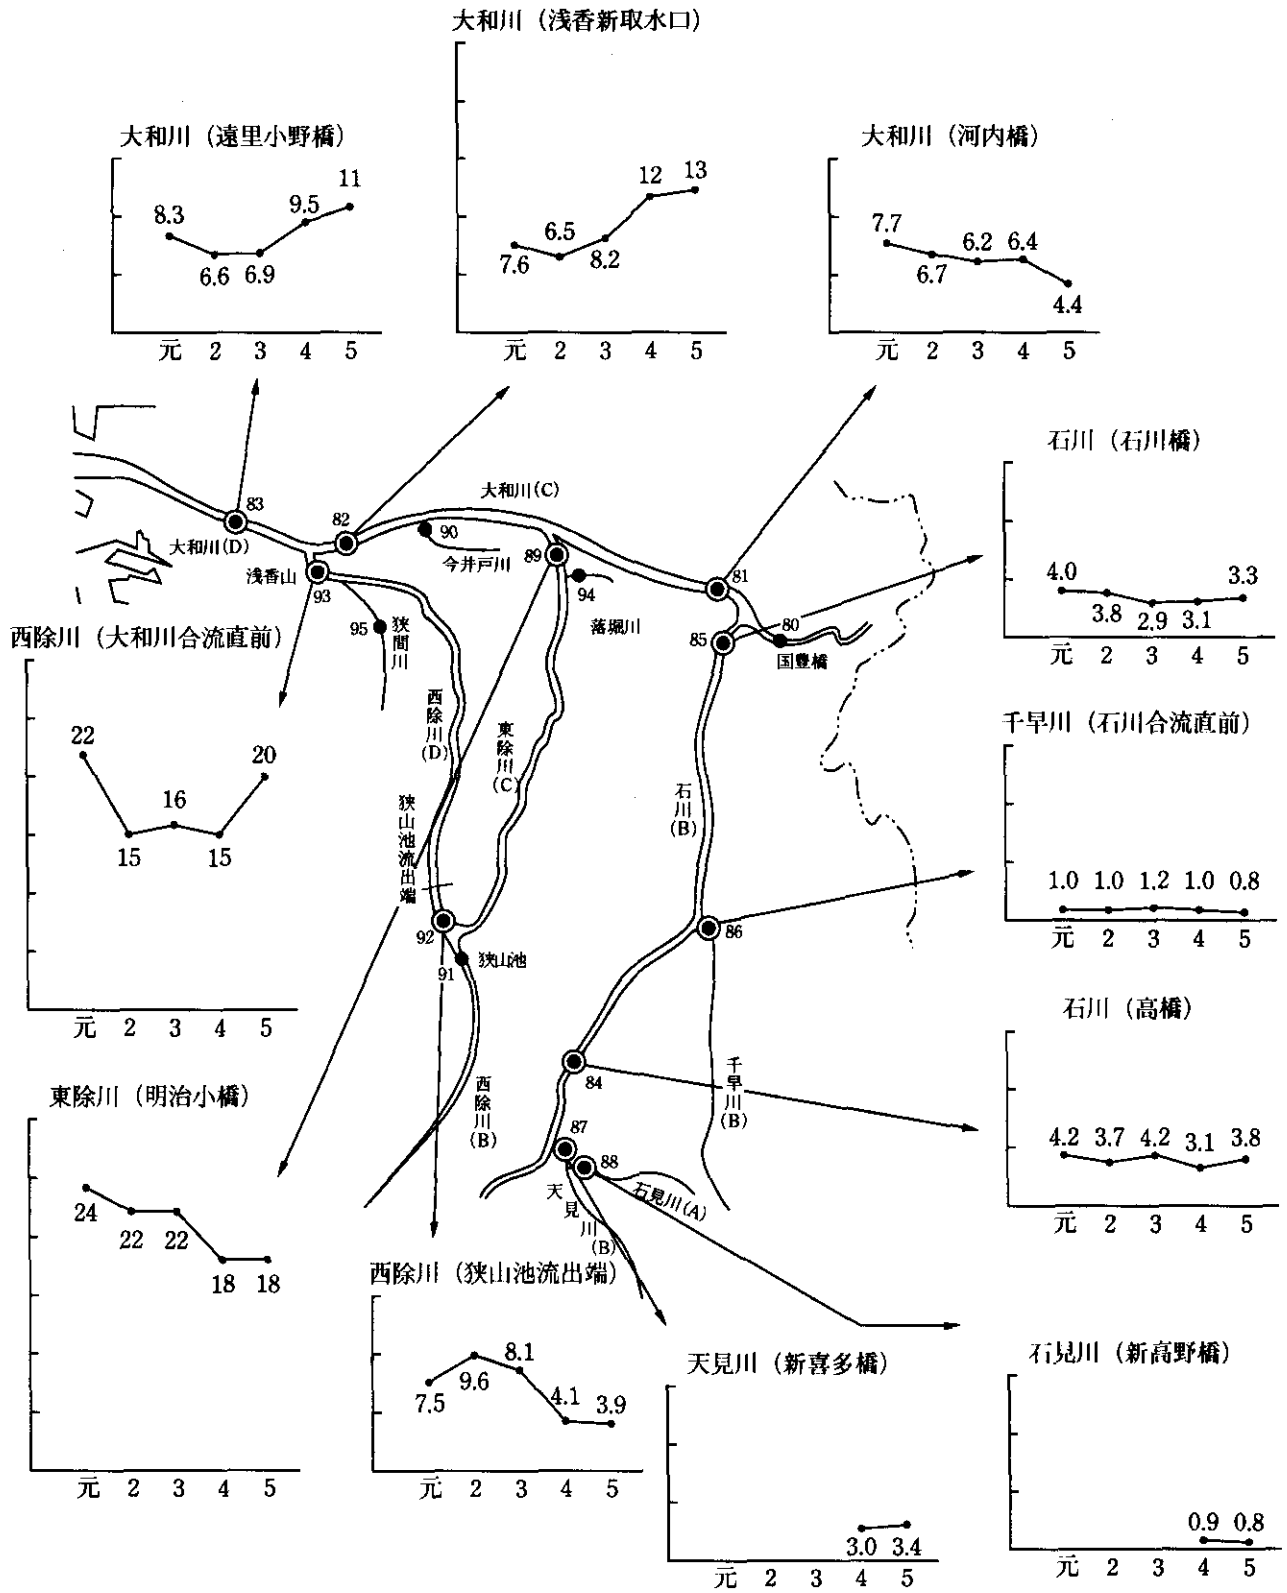 大和川（浅香新取水口）
12
13
6.5
7.6
8.2
元 2 3 4 5
大和川（遠里小野橋）
8.3
6.6
6.9
9.5
11
元 2 3 4 5
大和川（河内橋）
7.7
6.7
6.2
6.4
4.4
元 2 3 4 5
石川（石川橋）
4.0
3.8
2.9
3.1
3.3
元 2 3 4 5
83
82
大和川(C)
90
今井戸川
89
94
落堀川
81
80
国豊橋
85
大和川(D)
浅香山
93
95
狭間川
西除川(D)
東除川(C)
石川(B)
狭山池流出端
92
91
狭山池
86
84
千早川(B)
西除川(B)
87
88
天見川(B)
石見川(A)
西除川（大和川合流直前）
22
15
16
15
20
元 2 3 4 5
千早川（石川合流直前）
1.0 1.0 1.2 1.0 0.8
元 2 3 4 5
石川（高橋）
4.2 3.7 4.2 3.1 3.8
元 2 3 4 5
東除川（明治小橋）
24
22
22
18
18
元 2 3 4 5
西除川（狭山池流出端）
7.5
9.6
8.1
4.1
3.9
元 2 3 4 5
天見川（新喜多橋）
3.0 3.4
元 2 3 4 5
石見川（新高野橋）
0.9 0.8
元 2 3 4 5